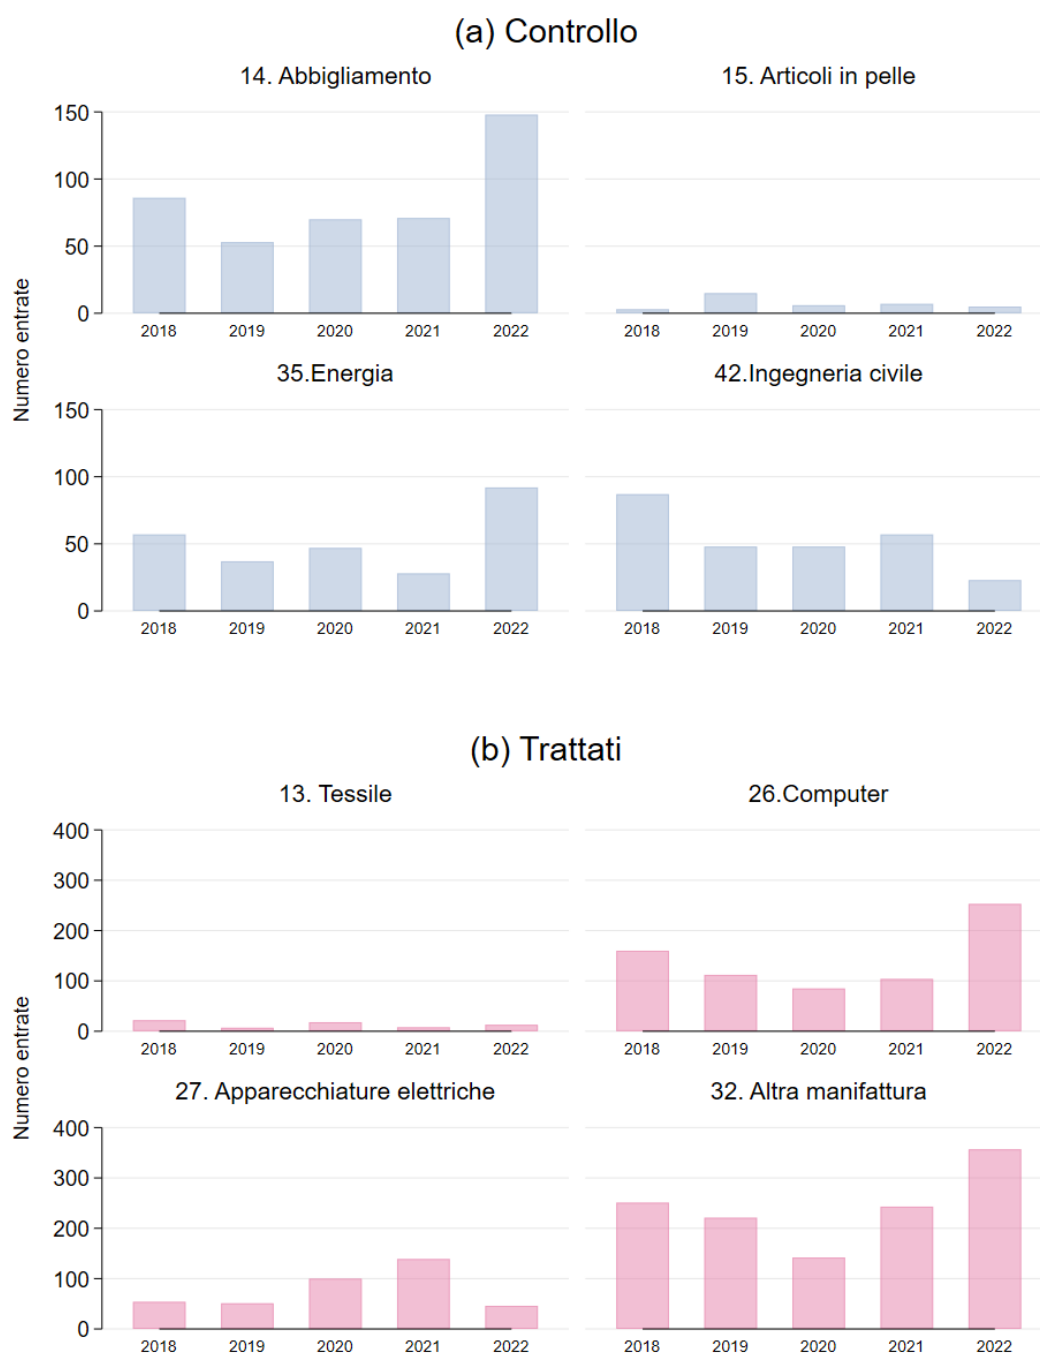 (a) Controllo
14. Abbigliamento
15. Articoli in pelle
150
100
50
0
2018 2019 2020 2021 2022
2018 2019 2020 2021 2022
Numero entrate
35.Energia
42.Ingegneria civile
150
100
50
0
2018 2019 2020 2021 2022
2018 2019 2020 2021 2022
(b) Trattati
13. Tessile
26.Computer
400
300
200
100
0
2018 2019 2020 2021 2022
2018 2019 2020 2021 2022
Numero entrate
27. Apparecchiature elettriche
32. Altra manifattura
400
300
200
100
0
2018 2019 2020 2021 2022
2018 2019 2020 2021 2022